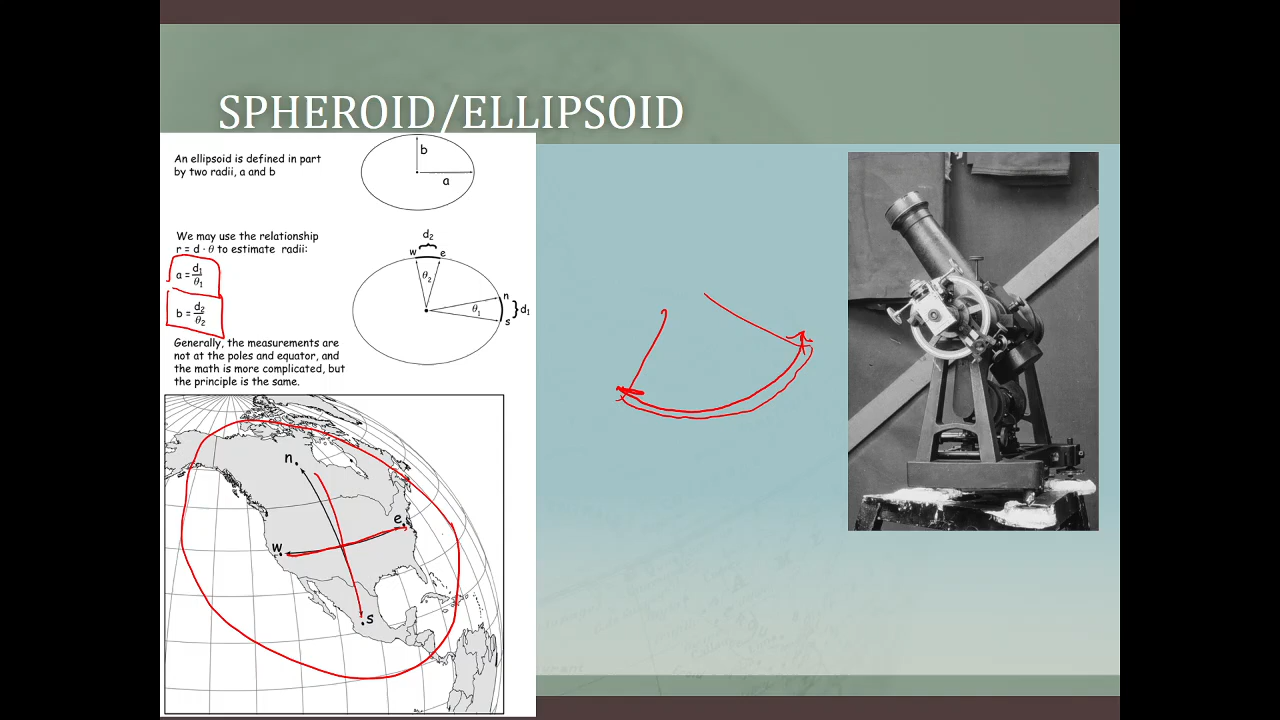 SPHEROID/ELLIPSOID
An ellipsoid is defined in part
by two radii, a and b
b
a
We may use the relationship
r = d · θ to estimate radii:
a = d₁/θ₁
b = d₂/θ₂
d₂
w e
θ₂
n
θ₁
d₁
s
Generally, the measurements are
not at the poles and equator, and
the math is more complicated, but
the principle is the same.
n
e
w
s